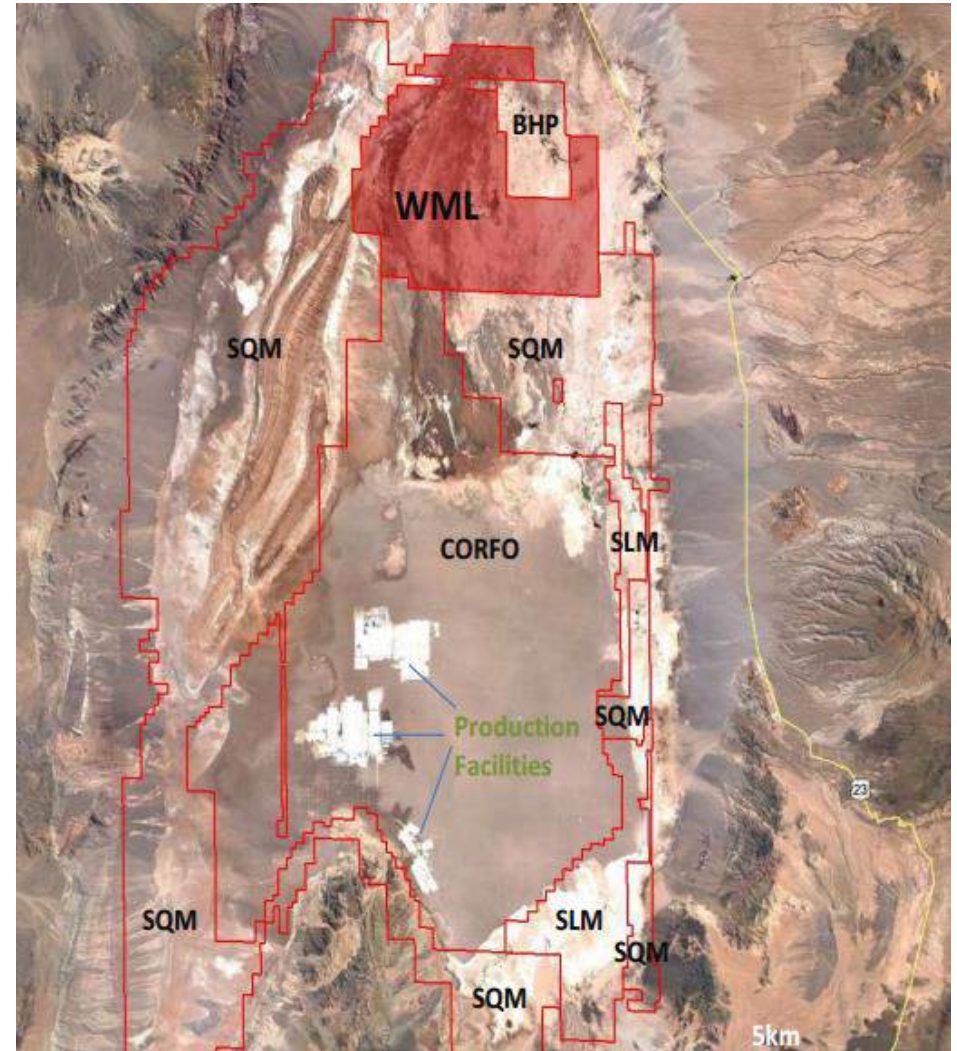 BHP
WML
SQM
SQM
CORFO
SLM
SQM
Production
Facilities
23
SQM
SLM
SQM
SQM
5km